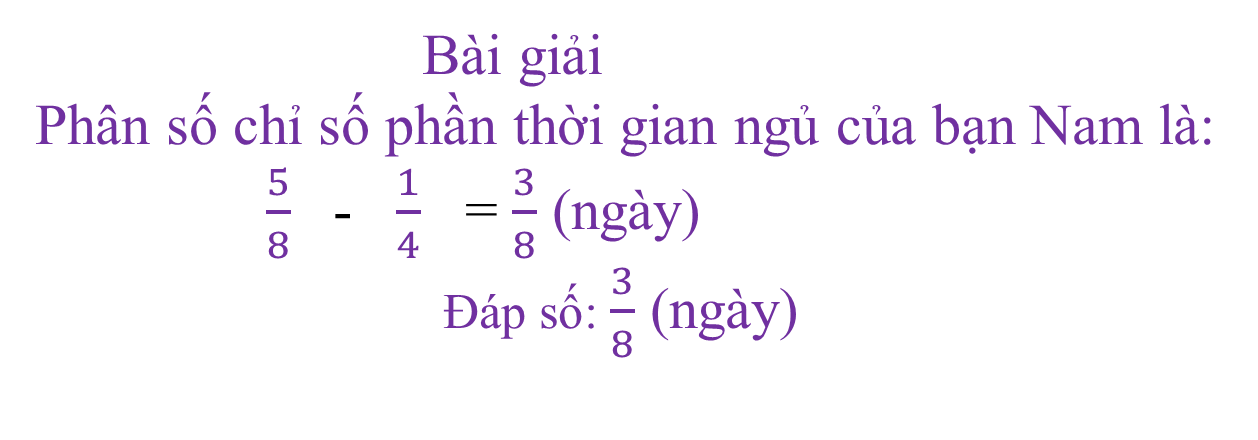 Bài giải
Phân số chỉ số phần thời gian ngủ của bạn Nam là:
5/8 - 1/4 = 3/8 (ngày)
Đáp số: 3/8 (ngày)